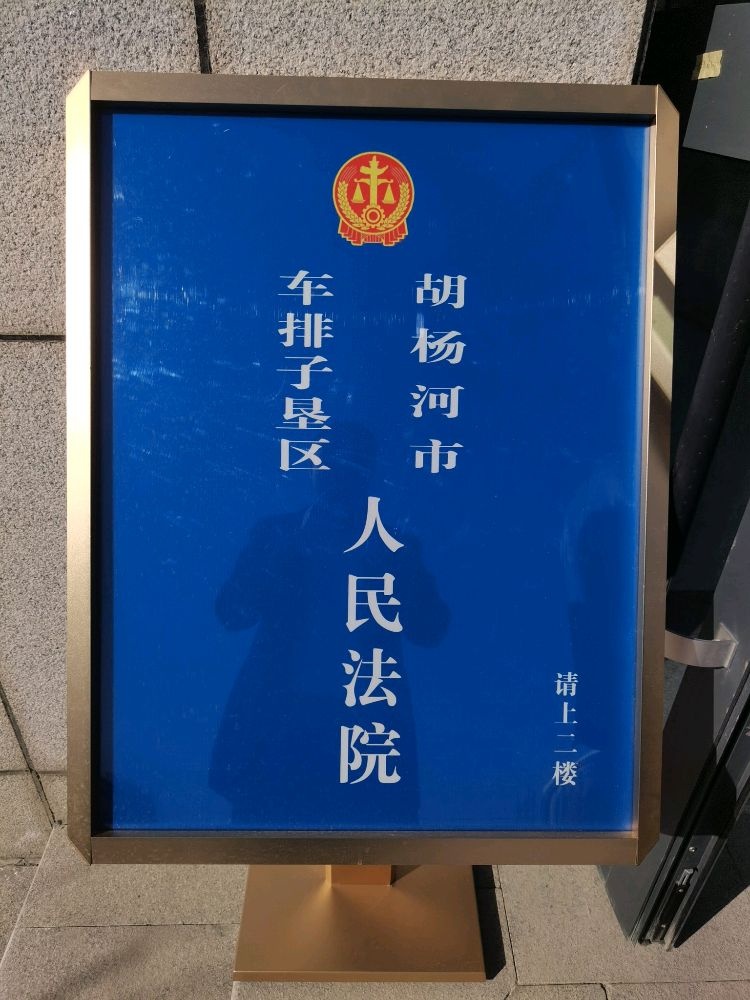 胡杨河市
车排子垦区
人民法院
请上二楼